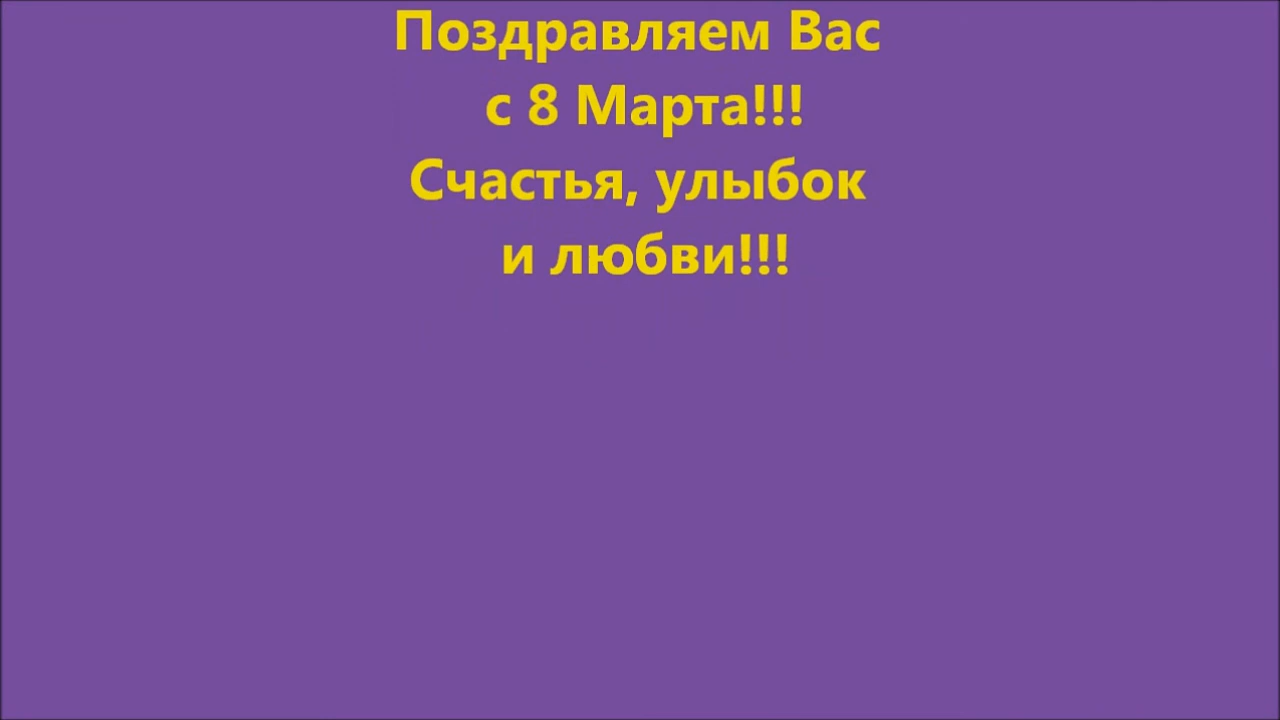 Поздравляем Вас
с 8 Марта!!!
Счастья, улыбок
и любви!!!